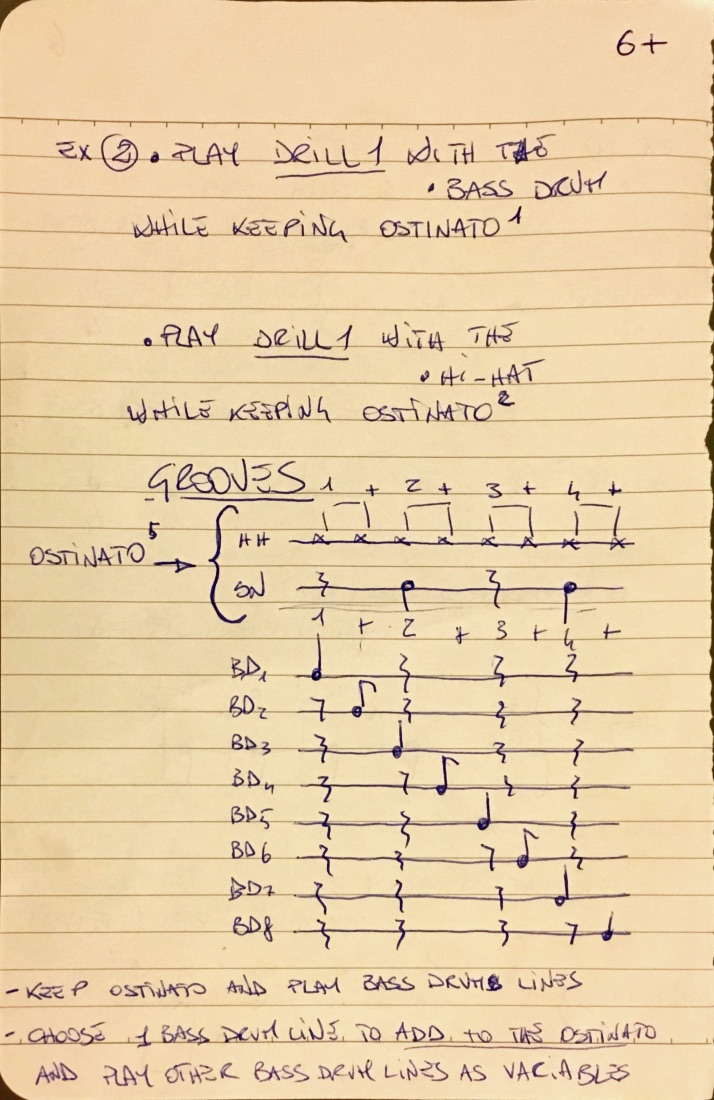 6+
EX ② • PLAY DRILL 1 WITH THE
• BASS DRUM
WHILE KEEPING OSTINATO 1
• PLAY DRILL 1 WITH THE
• HI-HAT
WHILE KEEPING OSTINATO 2
GROOVES 1 + 2 + 3 + 4 +
HH
OSTINATO 5 →
SN
1 + 2 + 3 + 4 +
BD1
BD2
BD3
BD4
BD5
BD6
BD7
BD8
- KEEP OSTINATO AND PLAY BASS DRUMS LINES
- CHOOSE 1 BASS DRUM LINE TO ADD TO THE OSTINATO
AND PLAY OTHER BASS DRUM LINES AS VARIABLES